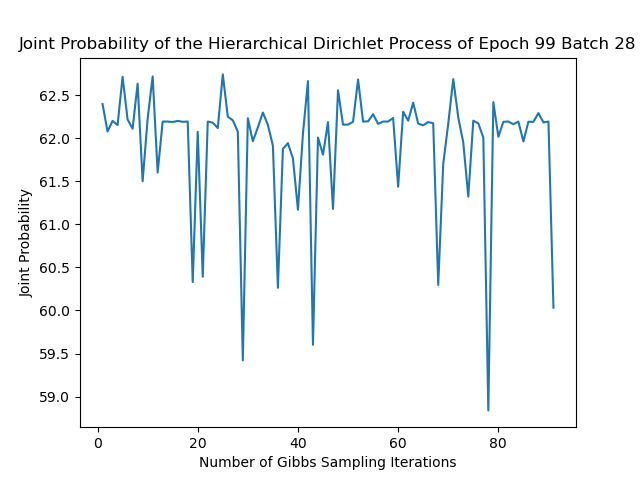 Joint Probability of the Hierarchical Dirichlet Process of Epoch 99 Batch 28
62.5
62.0
61.5
61.0
60.5
60.0
59.5
59.0
Joint Probability
0 20 40 60 80
Number of Gibbs Sampling Iterations